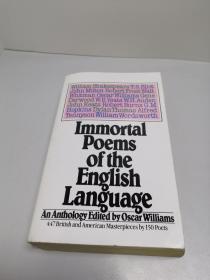 William Shakespeare T.S. Eliot
John Milton Robert Frost Walt
Whitman Oscar Williams Gene
Derwood W.B. Yeats W.H. Auden
John Keats Robert Burns G.M.
Hopkins Dylan Thomas Alfred
Tennyson William Wordsworth
Immortal
Poems
of the
English
Language
An Anthology Edited by Oscar Williams
447 British and American Masterpieces by 150 Poets